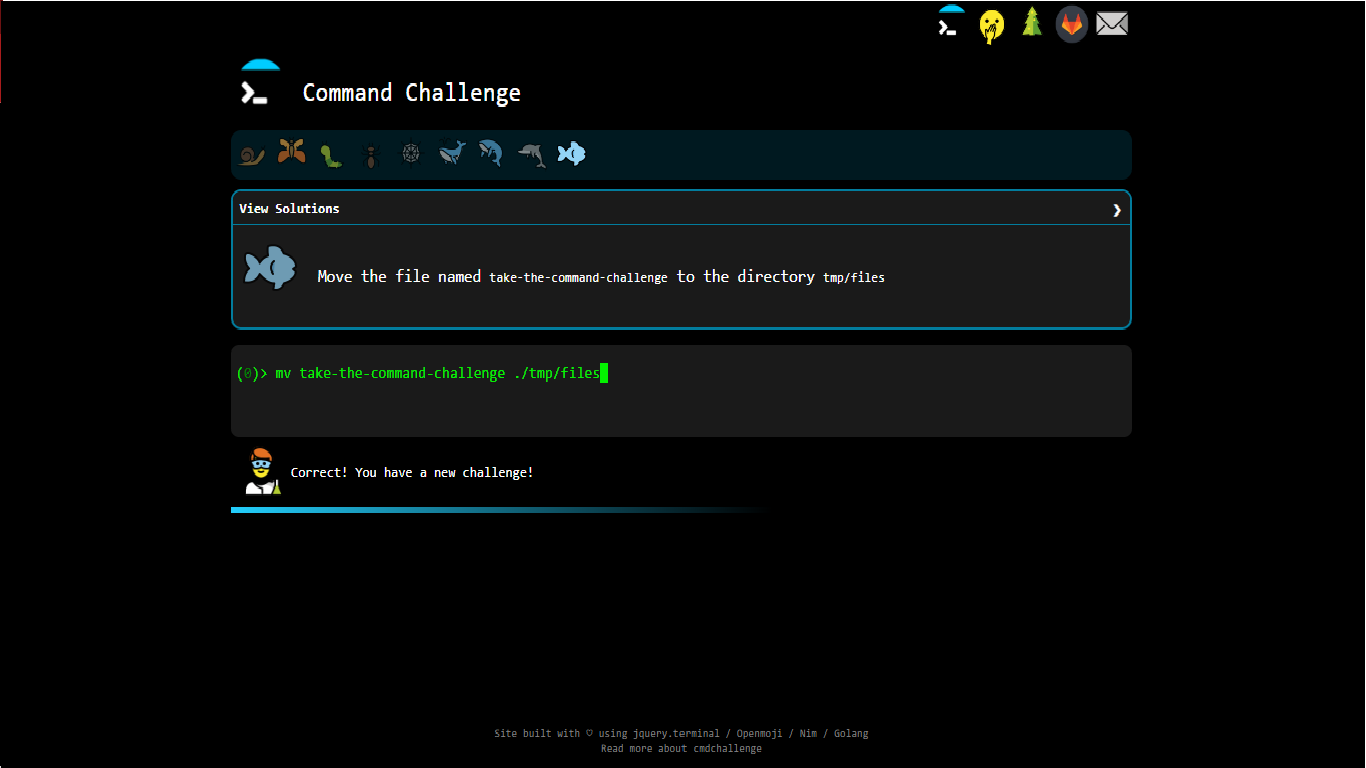 Command Challenge
View Solutions ❯
Move the file named take-the-command-challenge to the directory tmp/files
(0)> mv take-the-command-challenge ./tmp/files
Correct! You have a new challenge!
Site built with ♡ using jquery.terminal / Openmoji / Nim / Golang
Read more about cmdchallenge